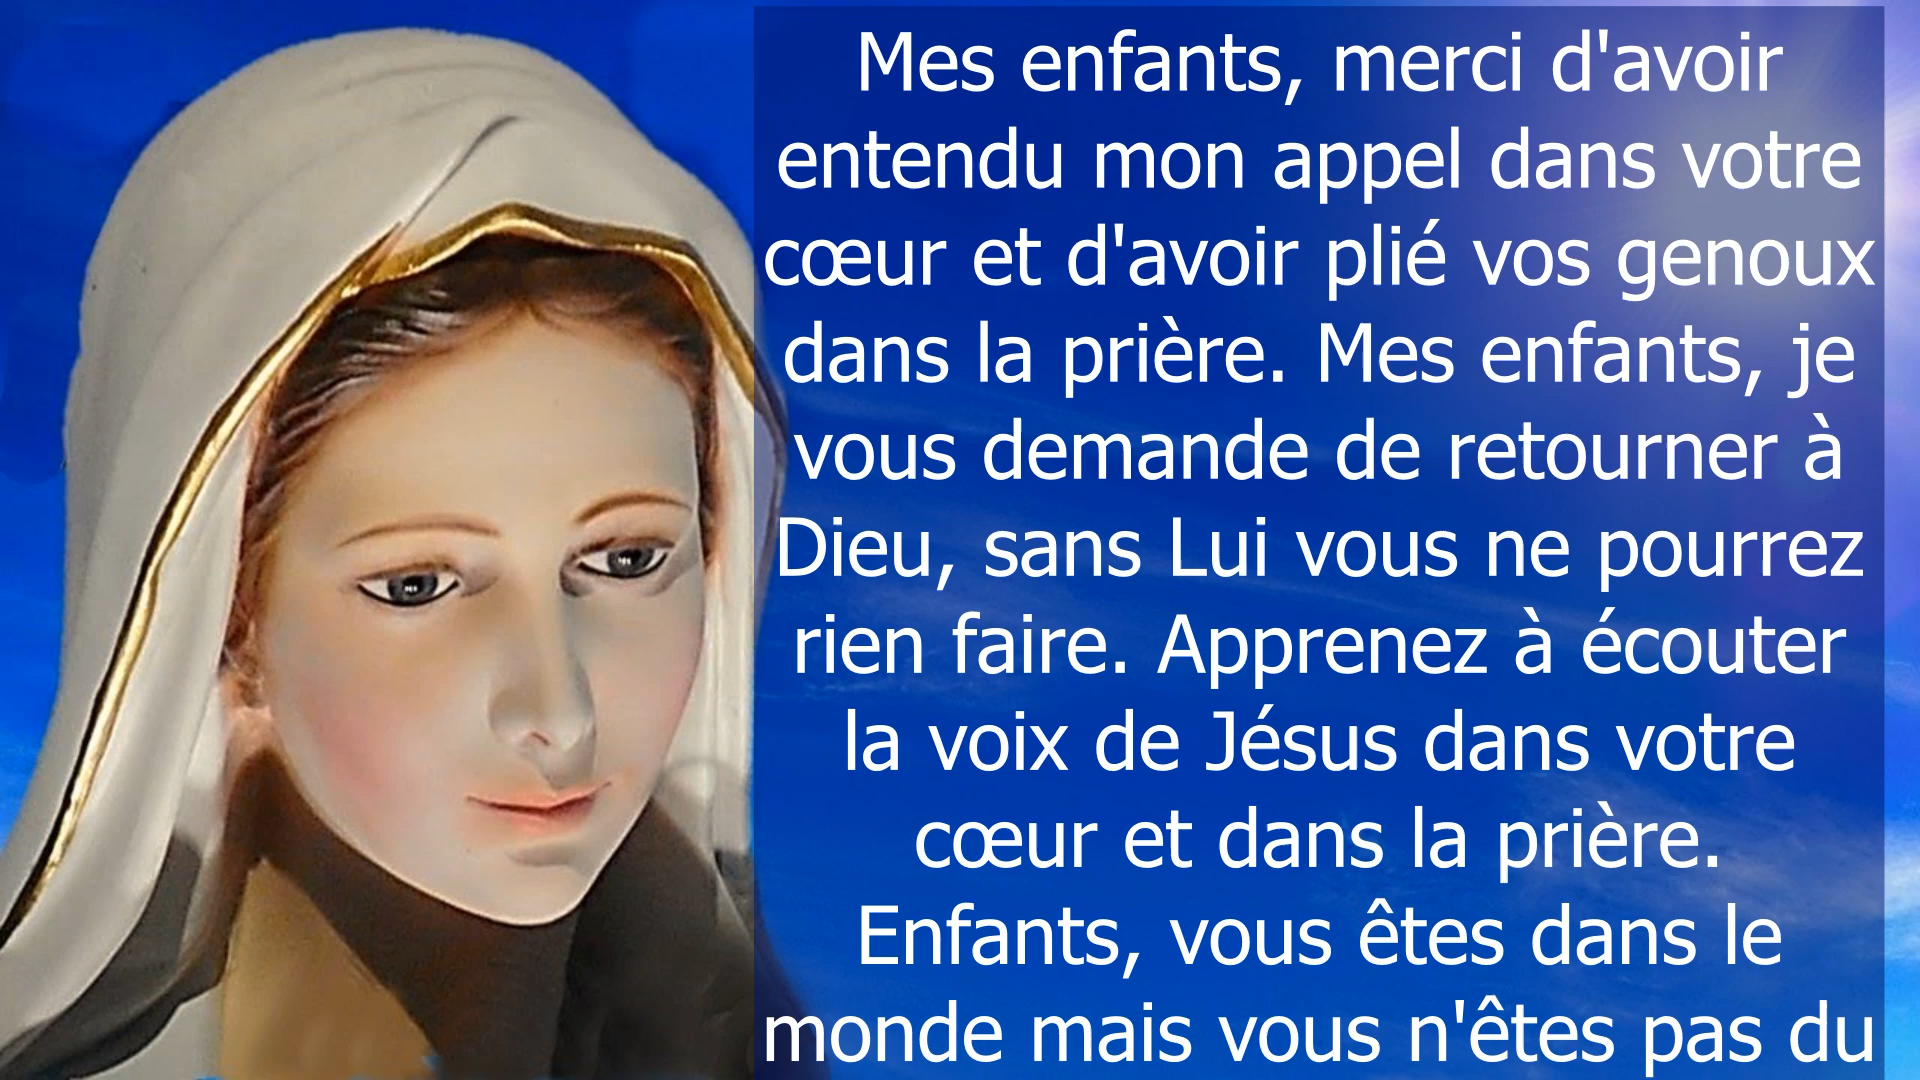 Mes enfants, merci d'avoir
entendu mon appel dans votre
cœur et d'avoir plié vos genoux
dans la prière. Mes enfants, je
vous demande de retourner à
Dieu, sans Lui vous ne pourrez
rien faire. Apprenez à écouter
la voix de Jésus dans votre
cœur et dans la prière.
Enfants, vous êtes dans le
monde mais vous n'êtes pas du